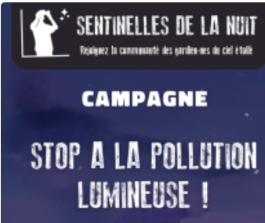 SENTINELLES DE LA NUIT
Rejoignez la communauté des gardien·nes du ciel étoilé
CAMPAGNE
STOP A LA POLLUTION
LUMINEUSE !